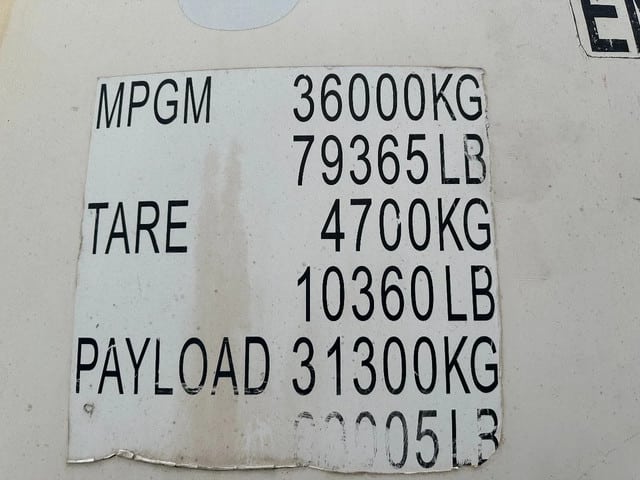 MPGM 36000KG
79365LB
TARE 4700KG
10360LB
PAYLOAD 31300KG